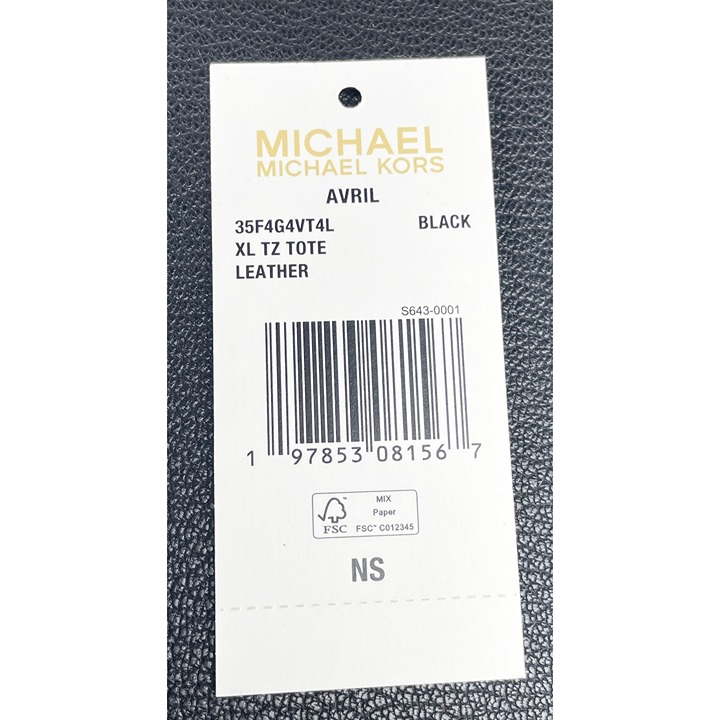 MICHAEL
MICHAEL KORS
AVRIL
35F4G4VT4L BLACK
XL TZ TOTE
LEATHER
S643-0001
1 97853 08156 7
FSC
MIX
Paper
FSC™ C012345
NS